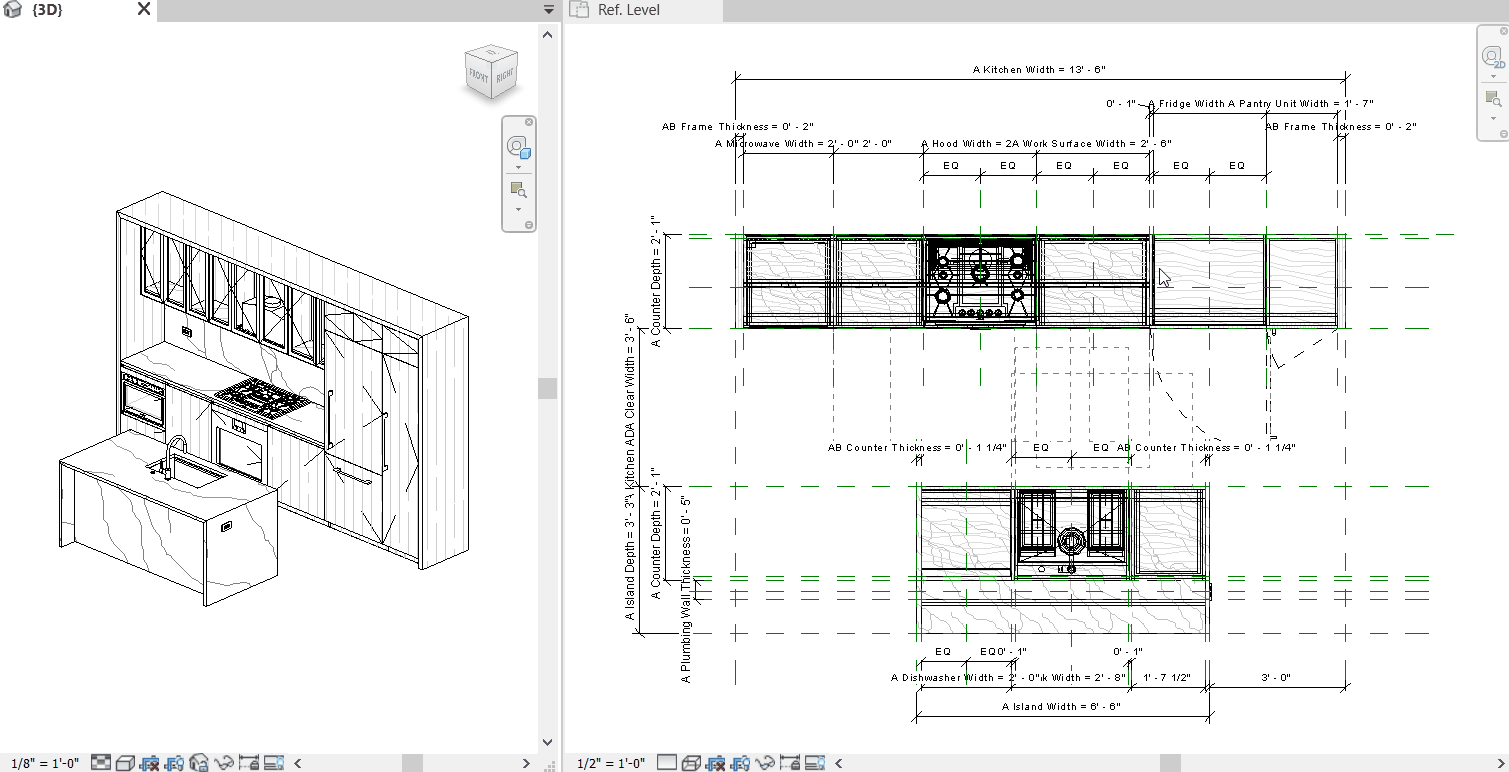 {3D}
Ref. Level
FRONT
RIGHT
2D
A Kitchen Width = 13' - 6"
0' - 1"
A Fridge Width A Pantry Unit Width = 1' - 7"
AB Frame Thickness = 0' - 2"
AB Frame Thickness = 0' - 2"
A Microwave Width = 2' - 0" 2' - 0"
A Hood Width = 2A Work Surface Width = 2' - 6"
EQ EQ EQ EQ EQ EQ
A Counter Depth = 2' - 1"
A Kitchen ADA Clear Width = 3' - 6"
AB Counter Thickness = 0' - 1 1/4"
EQ
EQ
AB Counter Thickness = 0' - 1 1/4"
A Island Depth = 3' - 3"
A Counter Depth = 2' - 1"
A Plumbing Wall Thickness = 0' - 5"
EQ
EQ
0' - 1"
0' - 1"
A Dishwasher Width = 2' - 0"
k Width = 2' - 8"
1' - 7 1/2"
3' - 0"
A Island Width = 6' - 6"
1/8" = 1'-0"
1/2" = 1'-0"